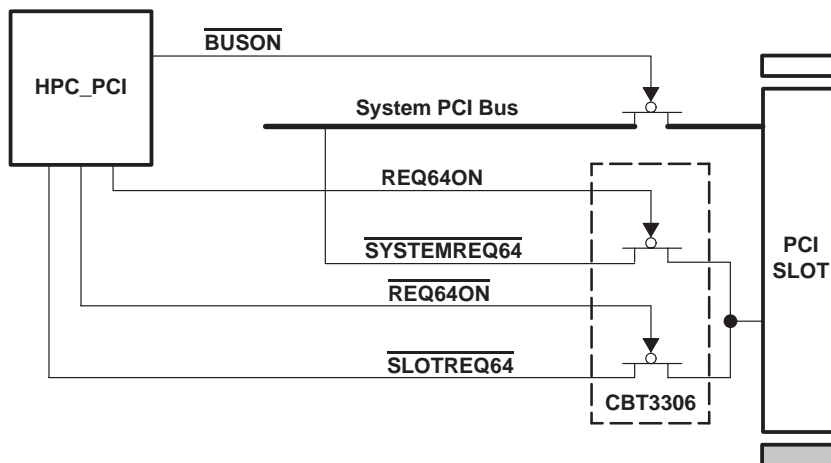 BUSON
HPC_PCI
System PCI Bus
REQ64ON
SYSTEMREQ64
PCI
SLOT
REQ64ON
SLOTREQ64
CBT3306